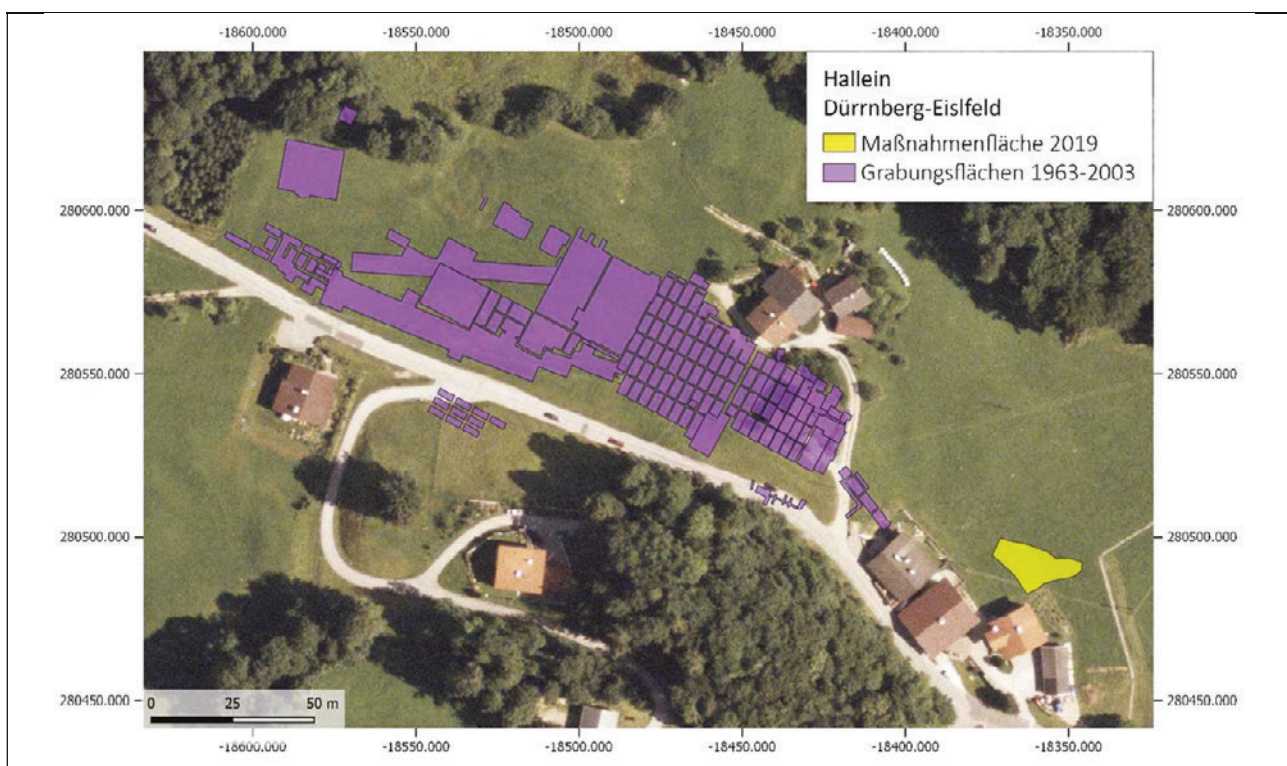 -18600.000 -18550.000 -18500.000 -18450.000 -18400.000 -18350.000
Hallein
Dürrnberg-Eislfeld
Maßnahmenfläche 2019
Grabungsflächen 1963-2003
280600.000 280600.000
280550.000 280550.000
280500.000 280500.000
280450.000 280450.000
0 25 50 m
-18600.000 -18550.000 -18500.000 -18450.000 -18400.000 -18350.000